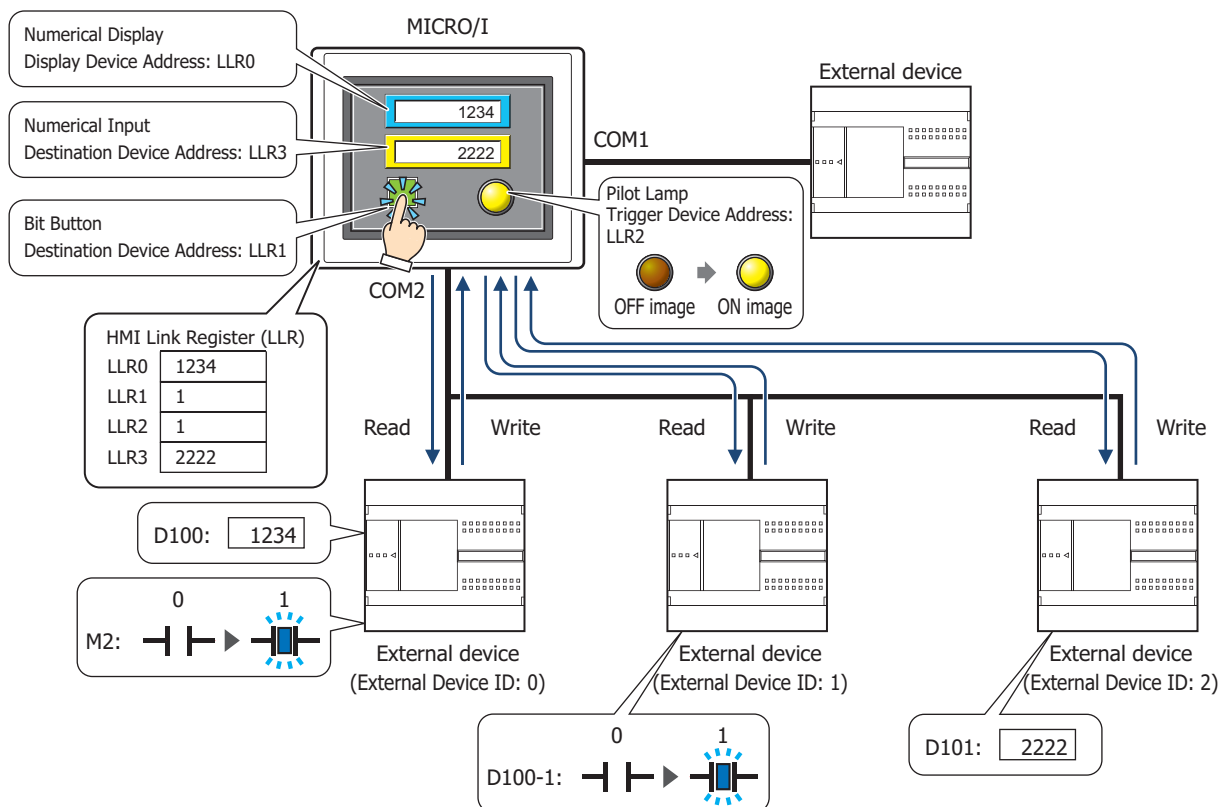 MICRO/I
Numerical Display
Display Device Address: LLR0
1234
External device
Numerical Input
Destination Device Address: LLR3
2222
COM1
Bit Button
Destination Device Address: LLR1
Pilot Lamp
Trigger Device Address:
LLR2
OFF image
ON image
COM2
HMI Link Register (LLR)
LLR0 1234
LLR1 1
LLR2 1
LLR3 2222
Read Write
Read Write
Read Write
D100: 1234
M2: 0 1
External device
(External Device ID: 0)
External device
(External Device ID: 1)
External device
(External Device ID: 2)
D100-1: 0 1
D101: 2222